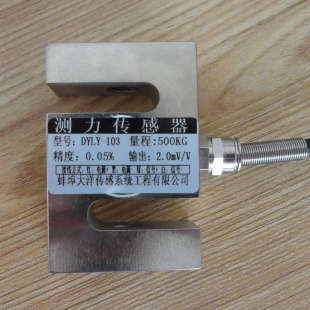 测力传感器
型号: DYLY-103 量程:500KG
精度: 0.05% 输出: 2.0mV/V
蚌埠大洋传感系统工程有限公司